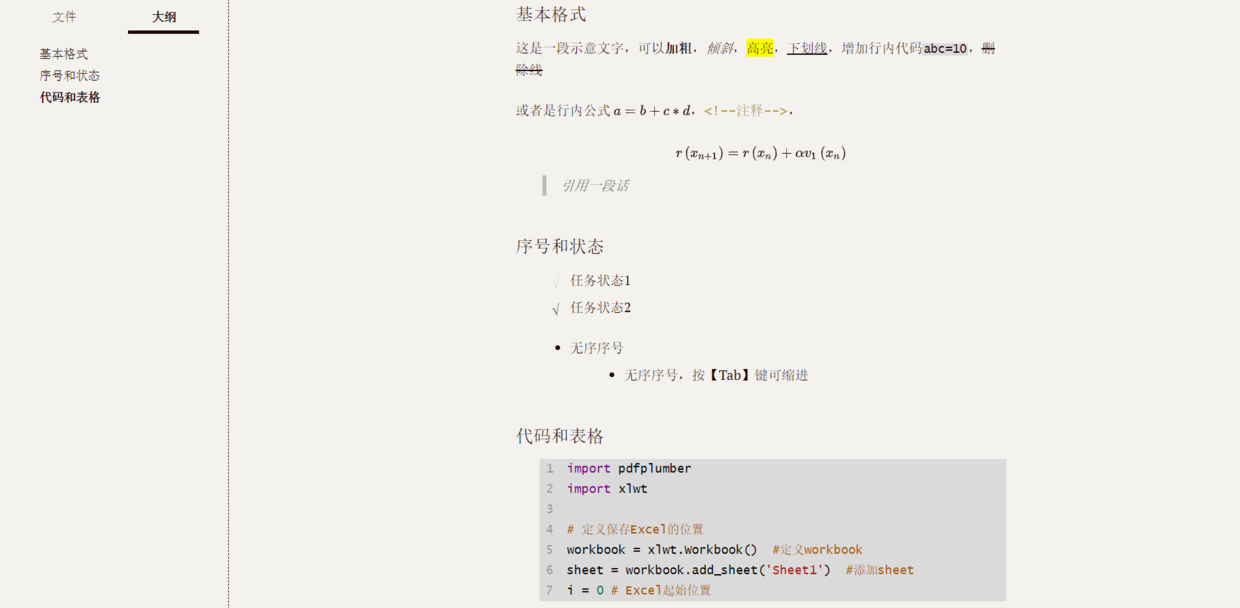 文件 大纲
基本格式
序号和状态
代码和表格
基本格式
这是一段示意文字，可以加粗，倾斜，高亮，下划线，增加行内代码abc=10，删
除线
或者是行内公式 a = b + c * d，<!--注释-->，
r (xₙ₊₁) = r (xₙ) + αv₁ (xₙ)
引用一段话
序号和状态
√ 任务状态1
√ 任务状态2
• 无序序号
• 无序序号，按【Tab】键可缩进
代码和表格
1 import pdfplumber
2 import xlwt
3
4 # 定义保存Excel的位置
5 workbook = xlwt.Workbook()  #定义workbook
6 sheet = workbook.add_sheet('Sheet1')  #添加sheet
7 i = 0 # Excel起始位置